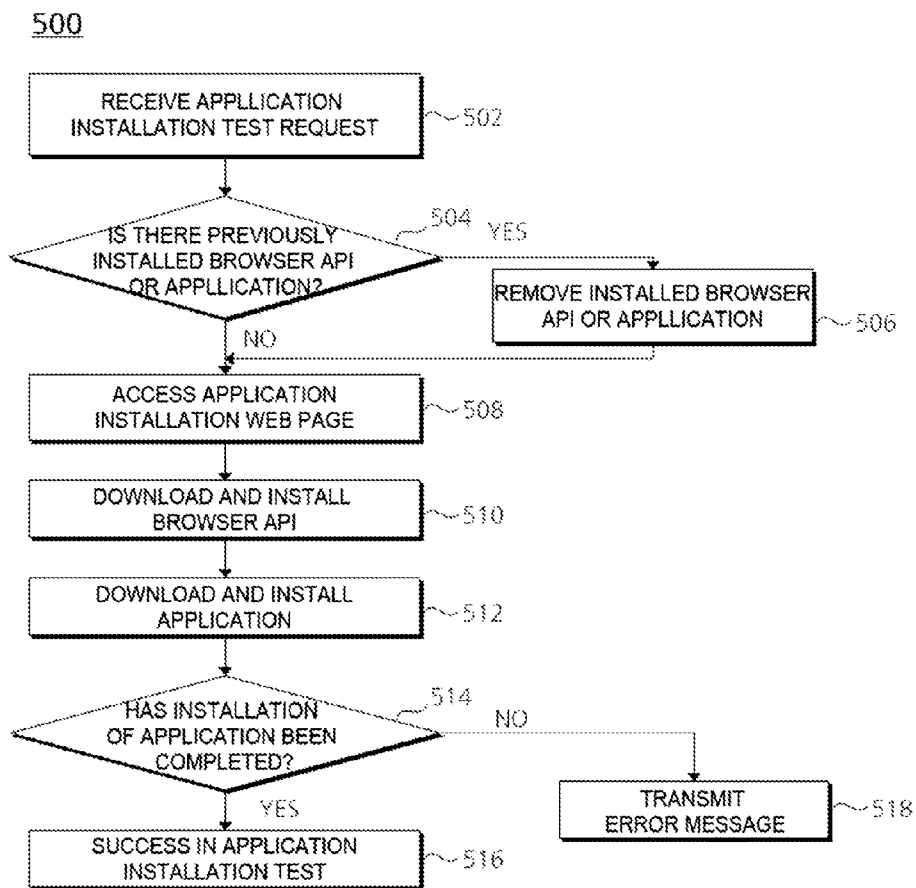 500
RECEIVE APPLLICATION
INSTALLATION TEST REQUEST
502
504
IS THERE PREVIOUSLY
INSTALLED BROWSER API
OR APPLLICATION?
YES
REMOVE INSTALLED BROWSER
API OR APPLLICATION
506
NO
ACCESS APPLICATION
INSTALLATION WEB PAGE
508
DOWNLOAD AND INSTALL
BROWSER API
510
DOWNLOAD AND INSTALL
APPLICATION
512
514
HAS INSTALLATION
OF APPLICATION BEEN
COMPLETED?
NO
YES
TRANSMIT
ERROR MESSAGE
518
SUCCESS IN APPLICATION
INSTALLATION TEST
516